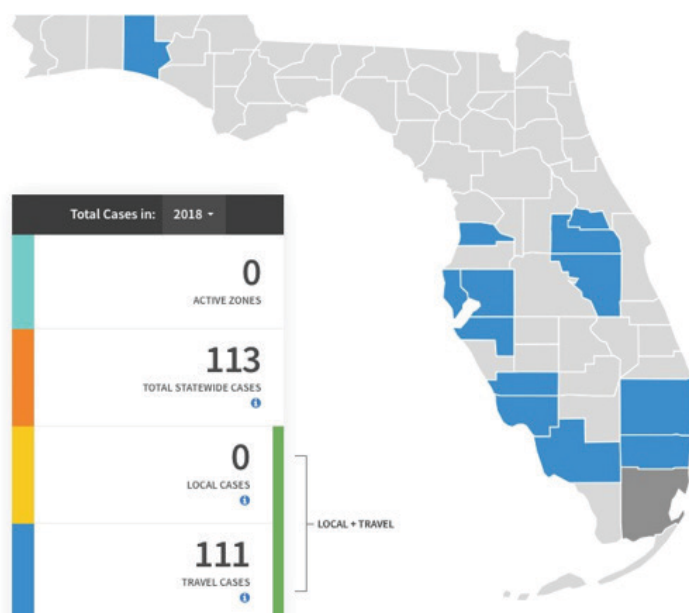 Total Cases in: 2018
0
ACTIVE ZONES
113
TOTAL STATEWIDE CASES
0
LOCAL CASES
LOCAL + TRAVEL
111
TRAVEL CASES